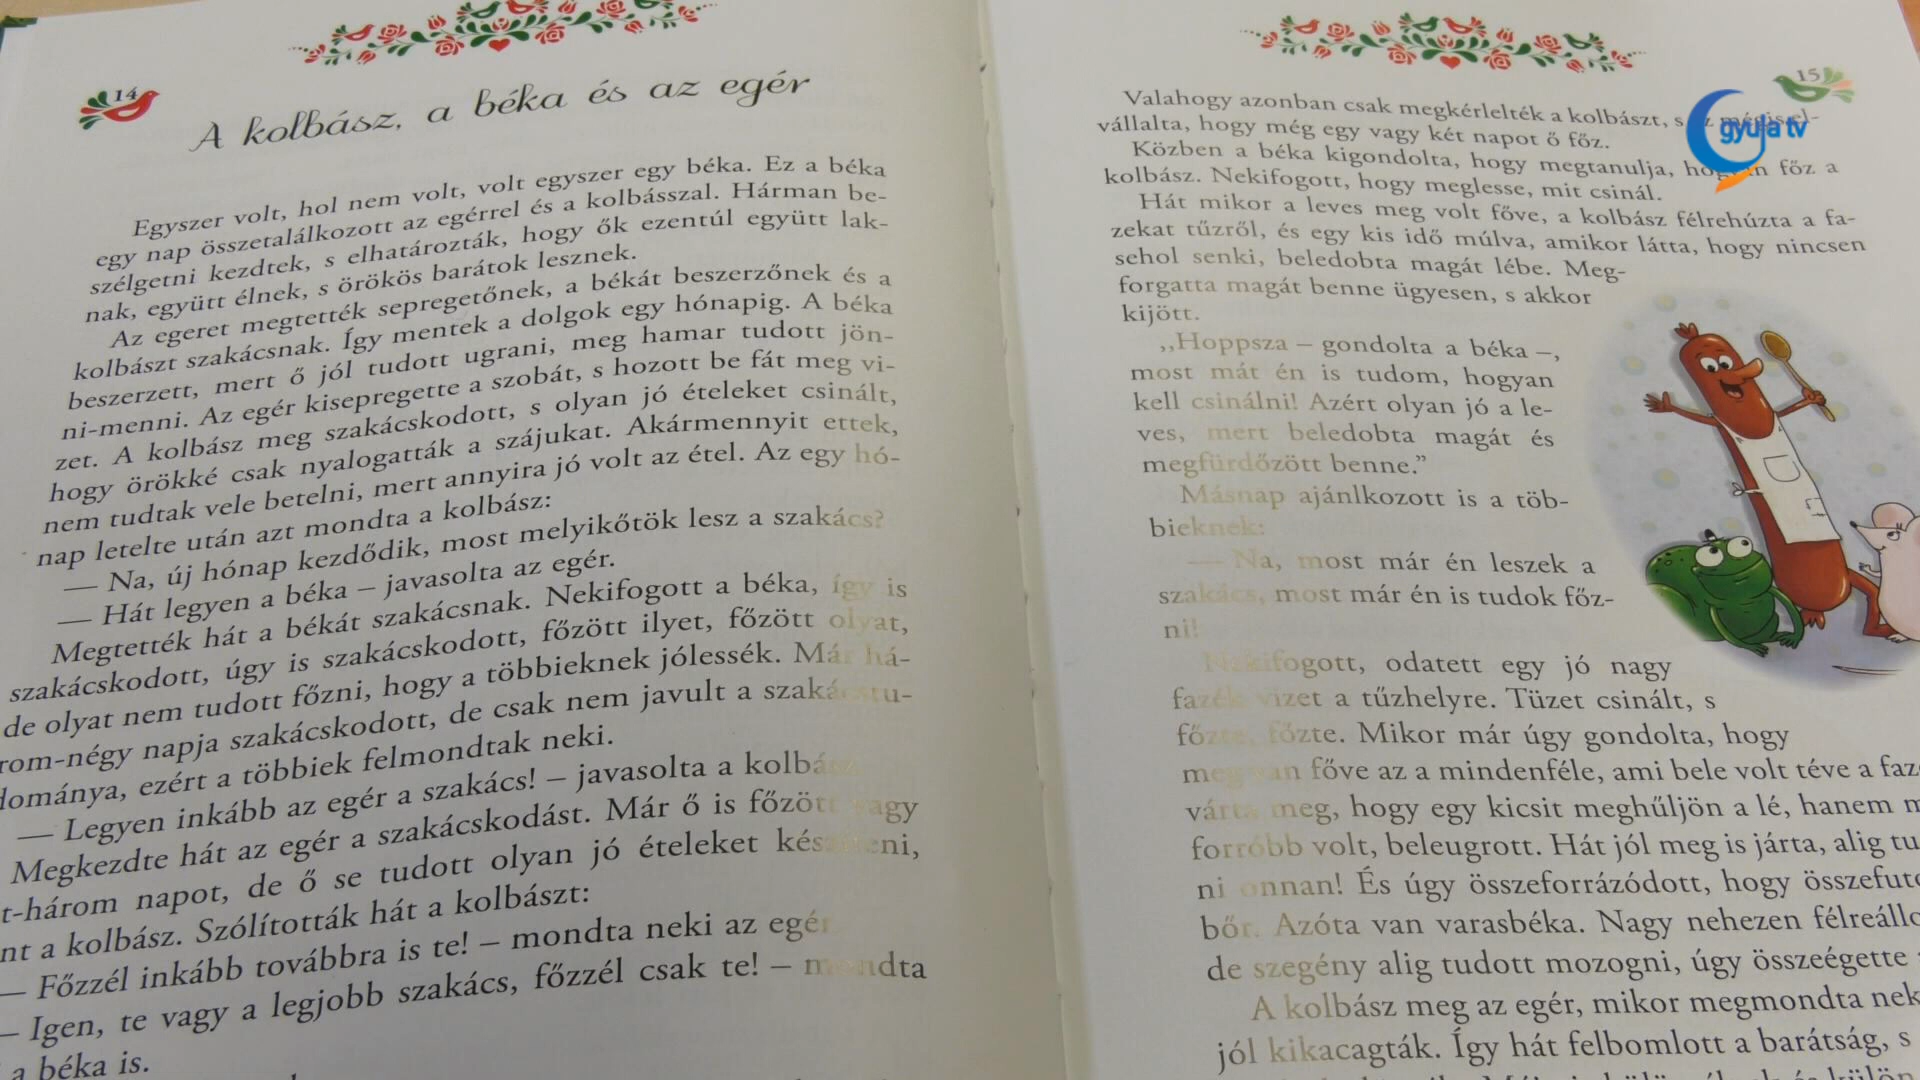 14
A kolbász, a béka és az egér
Egyszer volt, hol nem volt, volt egyszer egy béka. Ez a béka
egy nap összetalálkozott az egérrel és a kolbásszal. Hárman be-
szélgetni kezdtek, s elhatározták, hogy ők ezentúl együtt lak-
nak, együtt élnek, s örökös barátok lesznek.
Az egeret megtették sepregetőnek, a békát beszerzőnek és a
kolbászt szakácsnak. Így mentek a dolgok egy hónapig. A béka
beszerzett, mert ő jól tudott ugrani, meg hamar tudott jön-
ni-menni. Az egér kisepregette a szobát, s hozott be fát meg vi-
zet. A kolbász meg szakácskodott, s olyan jó ételeket csinált,
hogy örökké csak nyalogatták a szájukat. Akármennyit ettek,
nem tudtak vele betelni, mert annyira jó volt az étel. Az egy hó-
nap letelte után azt mondta a kolbász:
— Na, új hónap kezdődik, most melyikőtök lesz a szakács?
— Hát legyen a béka – javasolta az egér.
Megtették hát a békát szakácsnak. Nekifogott a béka, így is
szakácskodott, úgy is szakácskodott, főzött ilyet, főzött olyat,
de olyat nem tudott főzni, hogy a többieknek jólessék. Már há-
rom-négy napja szakácskodott, de csak nem javult a szakácstu-
dománya, ezért a többiek felmondtak neki.
— Legyen inkább az egér a szakács! – javasolta a kolbász.
Megkezdte hát az egér a szakácskodást. Már ő is főzött vagy
t-három napot, de ő se tudott olyan jó ételeket készíteni,
nt a kolbász. Szólították hát a kolbászt:
— Főzzél inkább továbbra is te! – mondta neki az egér.
— Igen, te vagy a legjobb szakács, főzzél csak te! – mondta
a béka is.
15
gyula tv
Valahogy azonban csak megkérlelték a kolbászt, s az mégis el-
vállalta, hogy még egy vagy két napot ő főz.
Közben a béka kigondolta, hogy megtanulja, hogyan főz a
kolbász. Nekifogott, hogy meglesse, mit csinál.
Hát mikor a leves meg volt főve, a kolbász félrehúzta a fa-
zekat tűzről, és egy kis idő múlva, amikor látta, hogy nincsen
sehol senki, beledobta magát lébe. Meg-
forgatta magát benne ügyesen, s akkor
kijött.
,,Hoppsza – gondolta a béka –,
most mát én is tudom, hogyan
kell csinálni! Azért olyan jó a le-
ves, mert beledobta magát és
megfürdőzött benne.”
Másnap ajánlkozott is a töb-
bieknek:
— Na, most már én leszek a
szakács, most már én is tudok főz-
ni!
Nekifogott, odatett egy jó nagy
fazék vizet a tűzhelyre. Tüzet csinált, s
főzte, főzte. Mikor már úgy gondolta, hogy
meg van főve az a mindenféle, ami bele volt téve a faz
várta meg, hogy egy kicsit meghűljön a lé, hanem m
forróbb volt, beleugrott. Hát jól meg is járta, alig tu
ni onnan! És úgy összeforrázódott, hogy összefut
bőr. Azóta van varasbéka. Nagy nehezen félreállo
de szegény alig tudott mozogni, úgy összeégette
A kolbász meg az egér, mikor megmondta nek
jól kikacagták. Így hát felbomlott a barátság, s